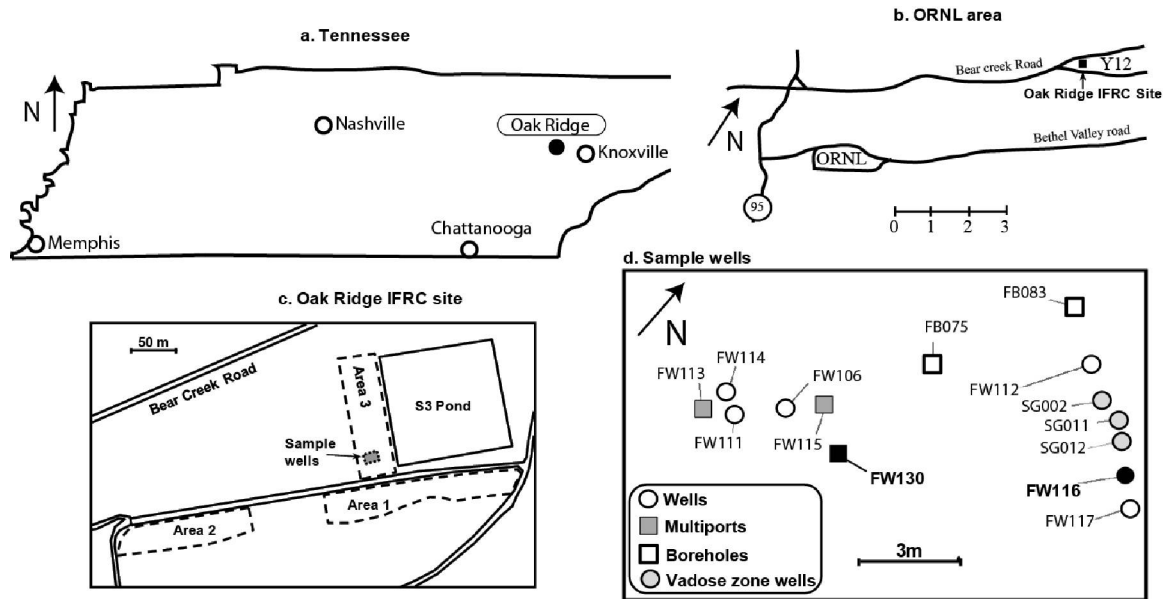 a. Tennessee
N
Nashville
Oak Ridge
Knoxville
Chattanooga
Memphis
b. ORNL area
Bear creek Road
Y12
Oak Ridge IFRC Site
N
Bethel Valley road
ORNL
95
0 1 2 3
c. Oak Ridge IFRC site
50 m
Bear Creek Road
Area 3
S3 Pond
Sample
wells
Area 1
Area 2
d. Sample wells
N
FB083
FB075
FW114
FW113
FW106
FW112
SG002
SG011
FW111
FW115
SG012
FW130
FW116
FW117
Wells
Multiports
Boreholes
Vadose zone wells
3m